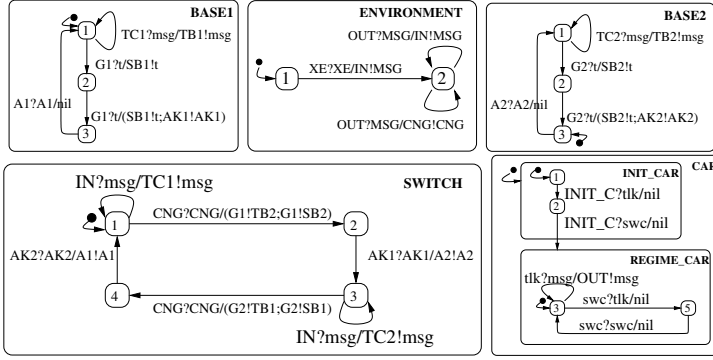 BASE1
1
TC1?msg/TB1!msg
G1?t/SB1!t
2
A1?A1/nil
G1?t/(SB1!t;AK1!AK1)
3
ENVIRONMENT
OUT?MSG/IN!MSG
XE?XE/IN!MSG
1
2
OUT?MSG/CNG!CNG
BASE2
1
TC2?msg/TB2!msg
G2?t/SB2!t
2
A2?A2/nil
G2?t/(SB2!t;AK2!AK2)
3
SWITCH
IN?msg/TC1!msg
1
CNG?CNG/(G1!TB2;G1!SB2)
2
AK2?AK2/A1!A1
AK1?AK1/A2!A2
4
CNG?CNG/(G2!TB1;G2!SB1)
3
IN?msg/TC2!msg
CAR
INIT_CAR
1
INIT_C?tlk/nil
2
INIT_C?swc/nil
REGIME_CAR
tlk?msg/OUT!msg
3
swc?tlk/nil
5
swc?swc/nil